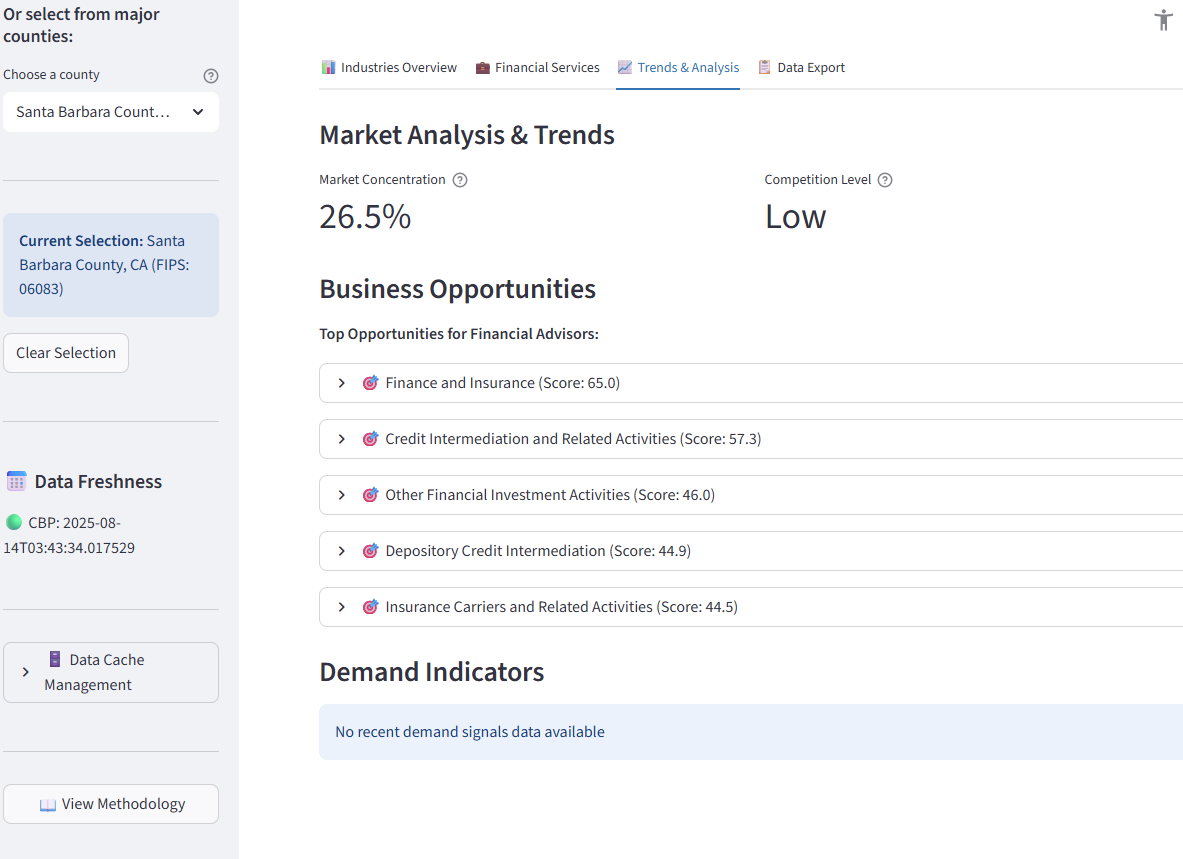 Or select from major
counties:
Choose a county
Santa Barbara Count...
Current Selection: Santa
Barbara County, CA (FIPS:
06083)
Clear Selection
Data Freshness
CBP: 2025-08-
14T03:43:34.017529
Data Cache
Management
View Methodology
Industries Overview
Financial Services
Trends & Analysis
Data Export
Market Analysis & Trends
Market Concentration
26.5%
Competition Level
Low
Business Opportunities
Top Opportunities for Financial Advisors:
Finance and Insurance (Score: 65.0)
Credit Intermediation and Related Activities (Score: 57.3)
Other Financial Investment Activities (Score: 46.0)
Depository Credit Intermediation (Score: 44.9)
Insurance Carriers and Related Activities (Score: 44.5)
Demand Indicators
No recent demand signals data available